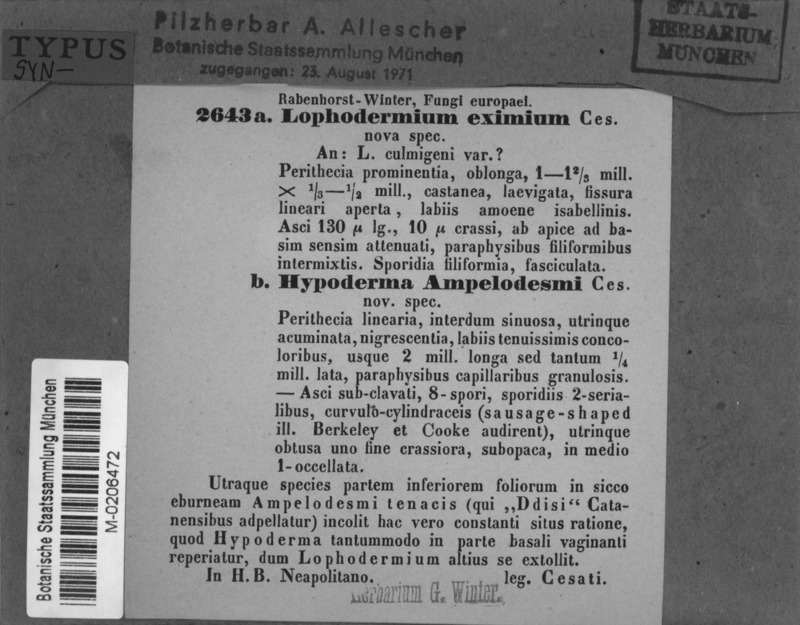 Pilzherbar A. Allescher
Botanische Staatssammlung München
zugegangen: 23. August 1971
TYPUS
SYN-
STAATS-
HERBARIUM
MÜNCHEN
Rabenhorst-Winter, Fungi europaei.
2643a. Lophodermium eximium Ces.
nova spec.
An: L. culmigeni var.?
Perithecia prominentia, oblonga, 1—1²/₃ mill.
× ¹/₃—¹/₂ mill., castanea, laevigata, fissura
lineari aperta, labiis amoene isabellinis.
Asci 130 µ lg., 10 µ crassi, ab apice ad ba-
sim sensim attenuati, paraphysibus filiformibus
intermixtis. Sporidia filiformia, fasciculata.
b. Hypoderma Ampelodesmi Ces.
nov. spec.
Perithecia linearia, interdum sinuosa, utrinque
acuminata, nigrescentia, labiis tenuissimis conco-
loribus, usque 2 mill. longa sed tantum ¹/₄
mill. lata, paraphysibus capillaribus granulosis.
— Asci sub-clavati, 8-spori, sporidiis 2-seria-
libus, curvulo-cylindraceis (sausage-shaped
ill. Berkeley et Cooke audirent), utrinque
obtusa uno fine crassiora, subopaca, in medio
1-occellata.
Utraque species partem inferiorem foliorum in sicco
eburneam Ampelodesmi tenacis (qui „Ddisi“ Cata-
nensibus adpellatur) incolit hac vero constanti situs ratione,
quod Hypoderma tantummodo in parte basali vaginanti
reperiatur, dum Lophodermium altius se extollit.
In H. B. Neapolitano. leg. Cesati.
Herbarium G. Winter.
Botanische Staatssammlung München
M-0206472